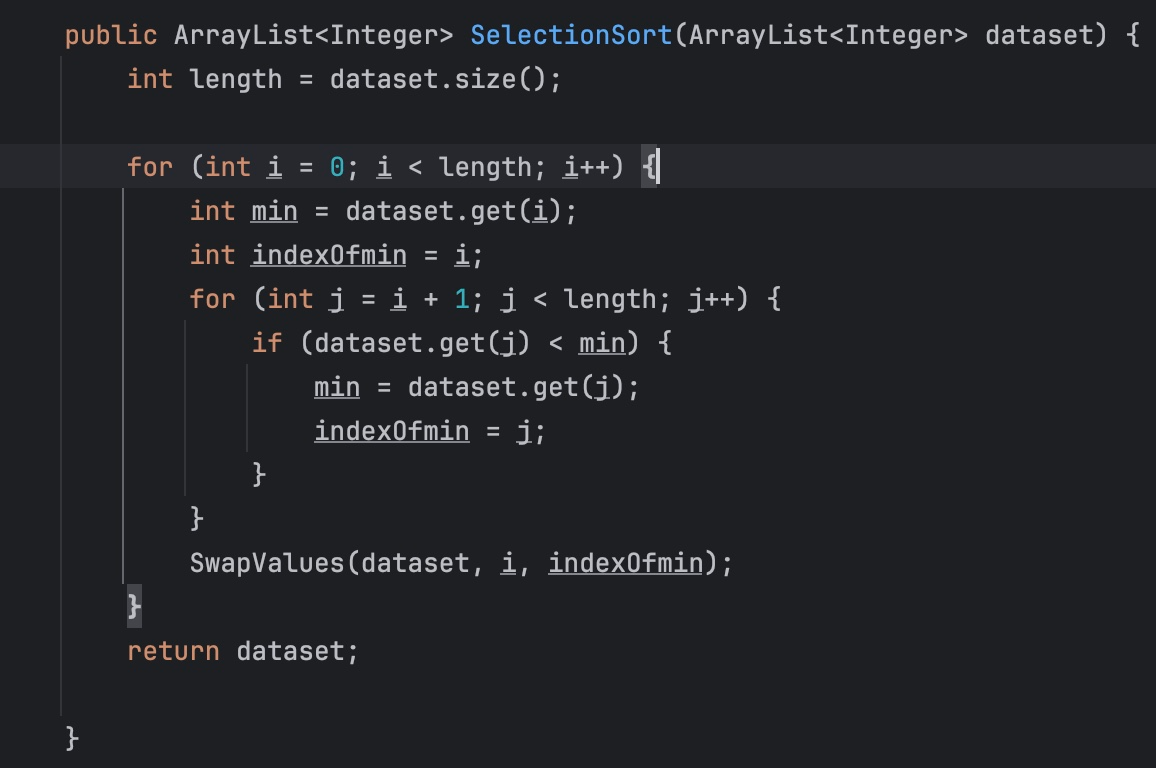 public ArrayList<Integer> SelectionSort(ArrayList<Integer> dataset) {
    int length = dataset.size();

    for (int i = 0; i < length; i++) {
        int min = dataset.get(i);
        int indexOfmin = i;
        for (int j = i + 1; j < length; j++) {
            if (dataset.get(j) < min) {
                min = dataset.get(j);
                indexOfmin = j;
            }
        }
        SwapValues(dataset, i, indexOfmin);
    }
    return dataset;

}